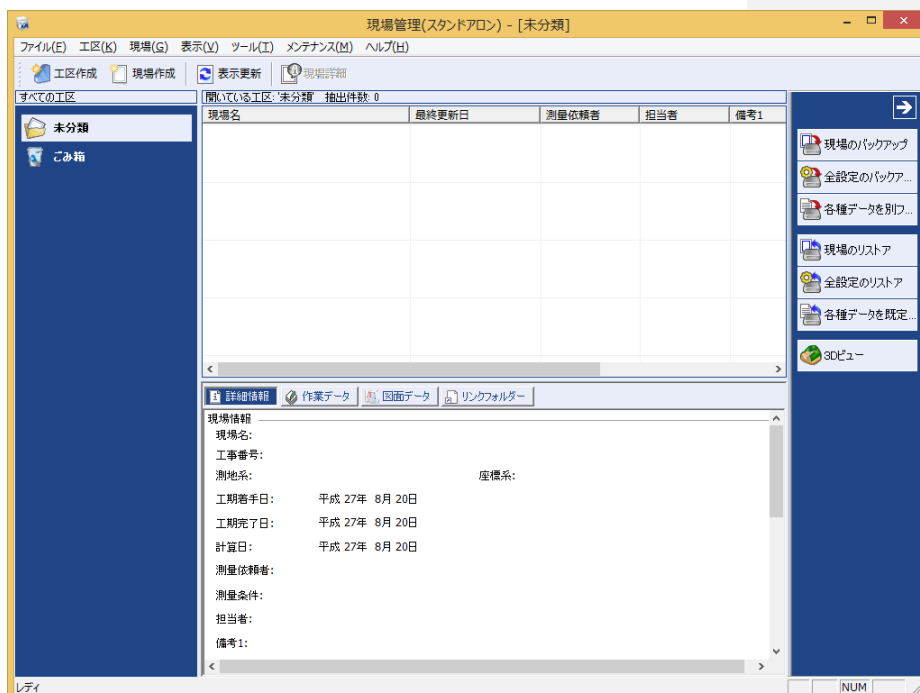 現場管理(スタンドアロン) - [未分類]
ファイル(F) 工区(K) 現場(G) 表示(V) ツール(T) メンテナンス(M) ヘルプ(H)
工区作成 現場作成 表示更新 現場詳細
すべての工区
開いている工区: '未分類' 抽出件数: 0
未分類
ごみ箱
現場名 最終更新日 測量依頼者 担当者 備考1
現場のバックアップ
全設定のバックア...
各種データを別フ...
現場のリストア
全設定のリストア
各種データを既定...
3Dビュー
詳細情報 作業データ 図面データ リンクフォルダー
現場情報
現場名:
工事番号:
測地系: 座標系:
工期着手日: 平成 27年 8月 20日
工期完了日: 平成 27年 8月 20日
計算日: 平成 27年 8月 20日
測量依頼者:
測量条件:
担当者:
備考1:
レディ NUM